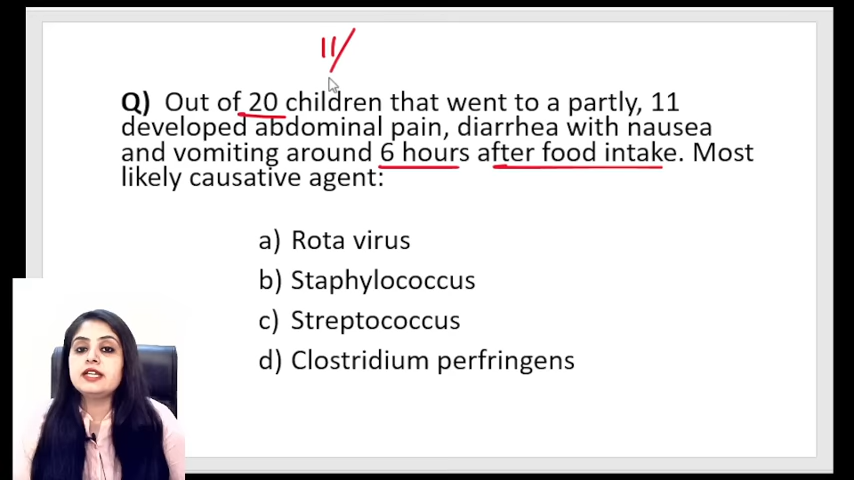 11/
Q) Out of 20 children that went to a partly, 11
developed abdominal pain, diarrhea with nausea
and vomiting around 6 hours after food intake. Most
likely causative agent:
a) Rota virus
b) Staphylococcus
c) Streptococcus
d) Clostridium perfringens